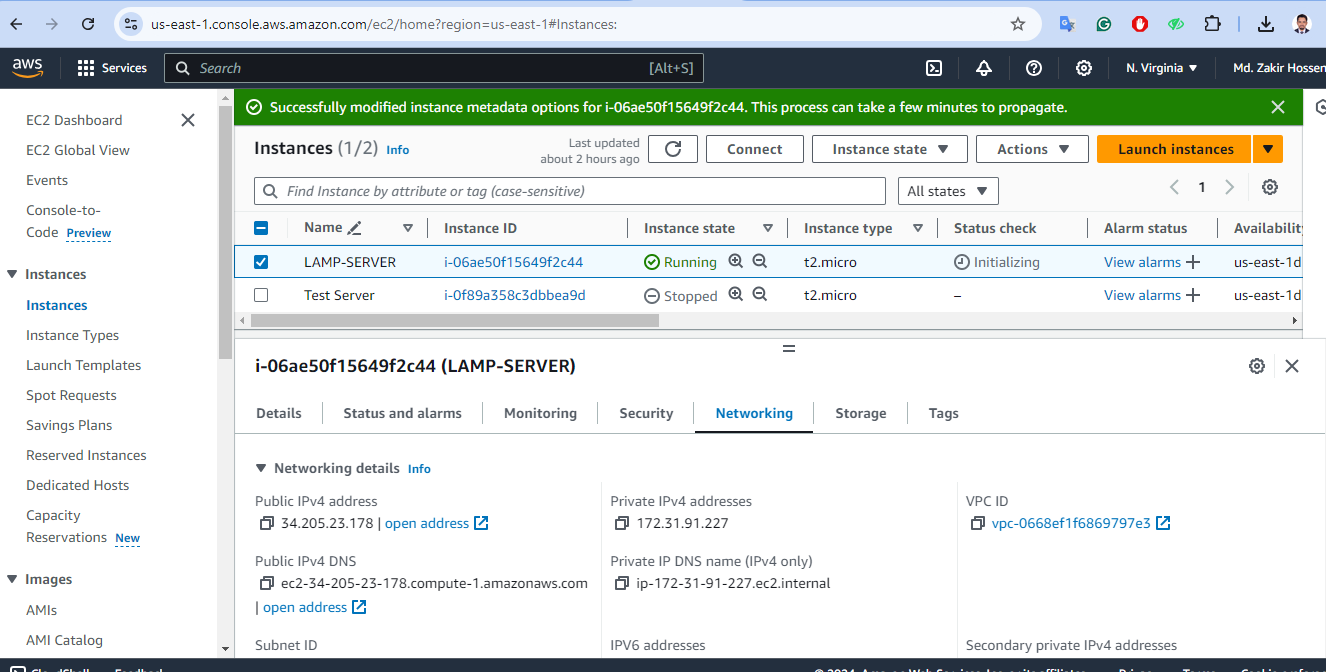 us-east-1.console.aws.amazon.com/ec2/home?region=us-east-1#Instances:
aws
Services
Search
[Alt+S]
N. Virginia
Md. Zakir Hossen
EC2 Dashboard
EC2 Global View
Events
Console-to-
Code Preview
Instances
Instances
Instance Types
Launch Templates
Spot Requests
Savings Plans
Reserved Instances
Dedicated Hosts
Capacity
Reservations New
Images
AMIs
AMI Catalog
Successfully modified instance metadata options for i-06ae50f15649f2c44. This process can take a few minutes to propagate.
Instances (1/2) Info
Last updated
about 2 hours ago
Connect
Instance state
Actions
Launch instances
Find Instance by attribute or tag (case-sensitive)
All states
1
Name Instance ID Instance state Instance type Status check Alarm status Availability
LAMP-SERVER i-06ae50f15649f2c44 Running t2.micro Initializing View alarms + us-east-1d
Test Server i-0f89a358c3dbbea9d Stopped t2.micro – View alarms + us-east-1d
i-06ae50f15649f2c44 (LAMP-SERVER)
Details Status and alarms Monitoring Security Networking Storage Tags
Networking details Info
Public IPv4 address
34.205.23.178 | open address
Public IPv4 DNS
ec2-34-205-23-178.compute-1.amazonaws.com
| open address
Subnet ID
Private IPv4 addresses
172.31.91.227
Private IP DNS name (IPv4 only)
ip-172-31-91-227.ec2.internal
IPV6 addresses
VPC ID
vpc-0668ef1f6869797e3
Secondary private IPv4 addresses
CloudShell Feedback